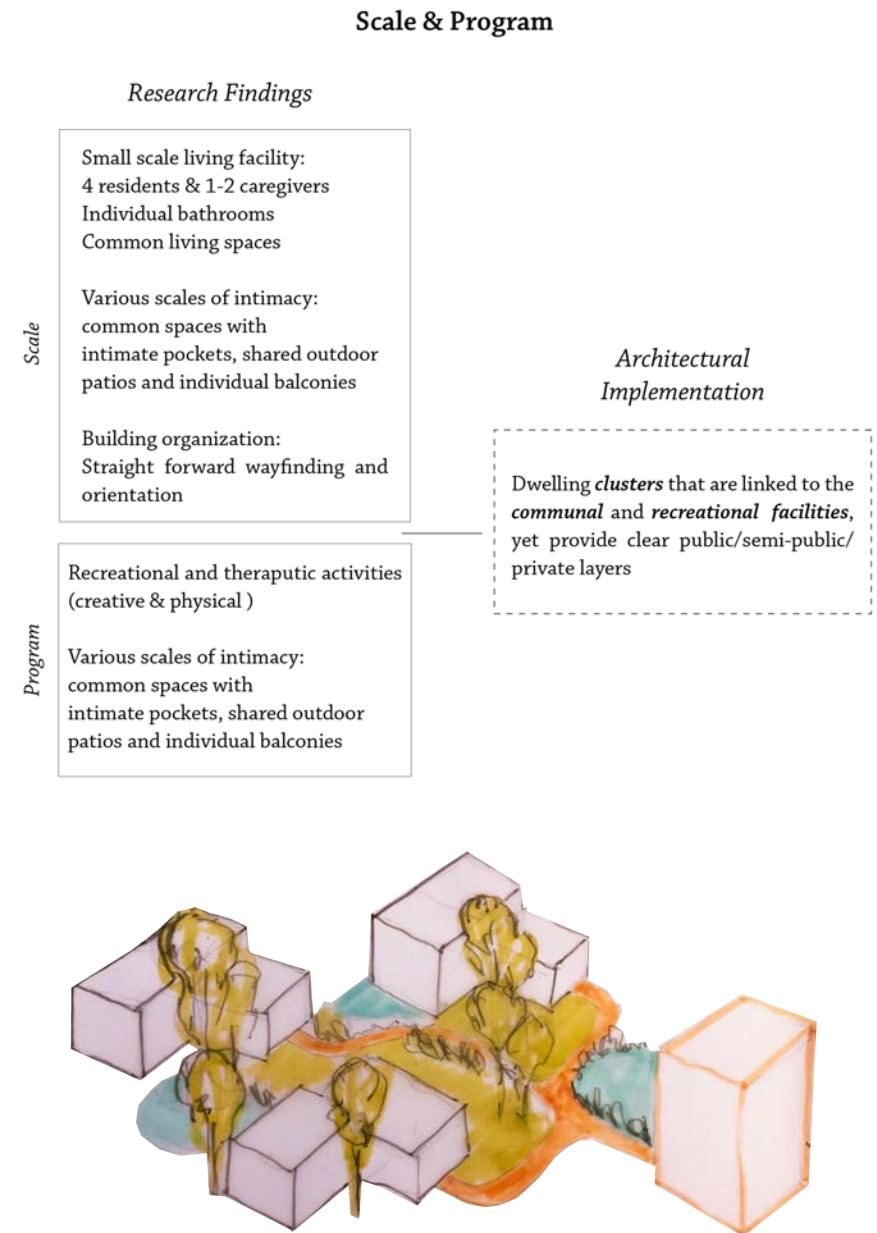 Scale & Program
Research Findings
Scale
Small scale living facility:
4 residents & 1-2 caregivers
Individual bathrooms
Common living spaces
Various scales of intimacy:
common spaces with
intimate pockets, shared outdoor
patios and individual balconies
Building organization:
Straight forward wayfinding and
orientation
Program
Recreational and theraputic activities
(creative & physical )
Various scales of intimacy:
common spaces with
intimate pockets, shared outdoor
patios and individual balconies
Architectural
Implementation
Dwelling clusters that are linked to the
communal and recreational facilities,
yet provide clear public/semi-public/
private layers